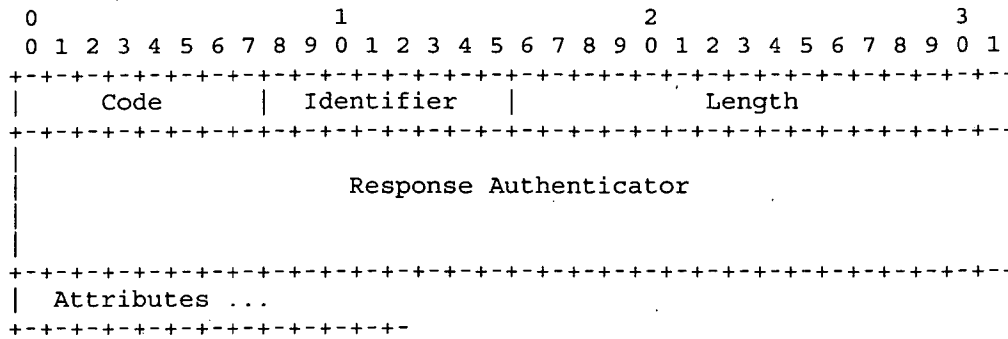 0                   1                   2                   3
0 1 2 3 4 5 6 7 8 9 0 1 2 3 4 5 6 7 8 9 0 1 2 3 4 5 6 7 8 9 0 1
+-+-+-+-+-+-+-+-+-+-+-+-+-+-+-+-+-+-+-+-+-+-+-+-+-+-+-+-+-+-+-+--
| Code | Identifier | Length
+-+-+-+-+-+-+-+-+-+-+-+-+-+-+-+-+-+-+-+-+-+-+-+-+-+-+-+-+-+-+-+--
|
| Response Authenticator
|
|
+-+-+-+-+-+-+-+-+-+-+-+-+-+-+-+-+-+-+-+-+-+-+-+-+-+-+-+-+-+-+-+--
| Attributes ...
+-+-+-+-+-+-+-+-+-+-+-+-+-